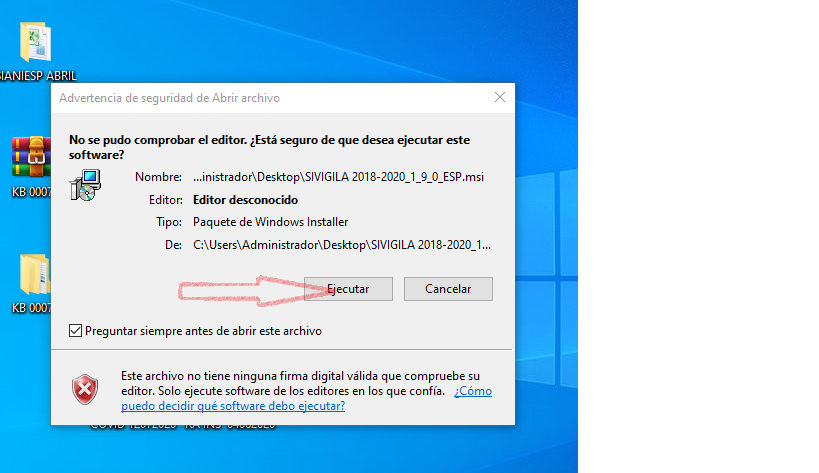 SIANIESP ABRIL
Advertencia de seguridad de Abrir archivo
No se pudo comprobar el editor. ¿Está seguro de que desea ejecutar este
software?
Nombre: ...inistrador\Desktop\SIVIGILA 2018-2020_1_9_0_ESP.msi
Editor: Editor desconocido
Tipo: Paquete de Windows Installer
De: C:\Users\Administrador\Desktop\SIVIGILA 2018-2020_1...
KB 0007
KB 0007
Ejecutar
Cancelar
Preguntar siempre antes de abrir este archivo
Este archivo no tiene ninguna firma digital válida que compruebe su
editor. Solo ejecute software de los editores en los que confía. ¿Cómo
puedo decidir qué software debo ejecutar?